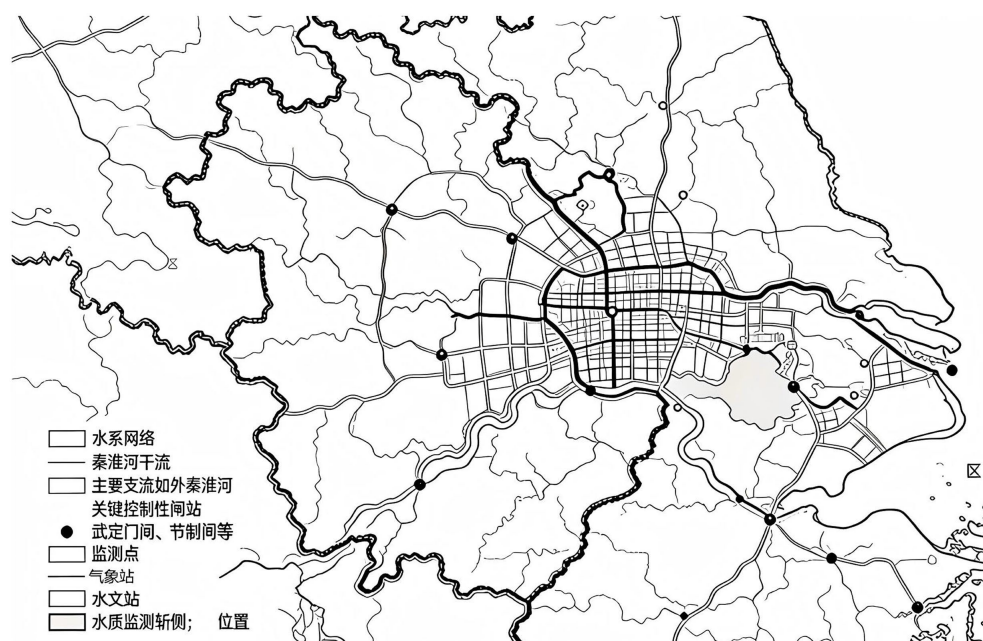 水系网络
秦淮河干流
主要支流如外秦淮河
关键控制性闸站
武定门间、节制间等
监测点
气象站
水文站
水质监测斩侧； 位置